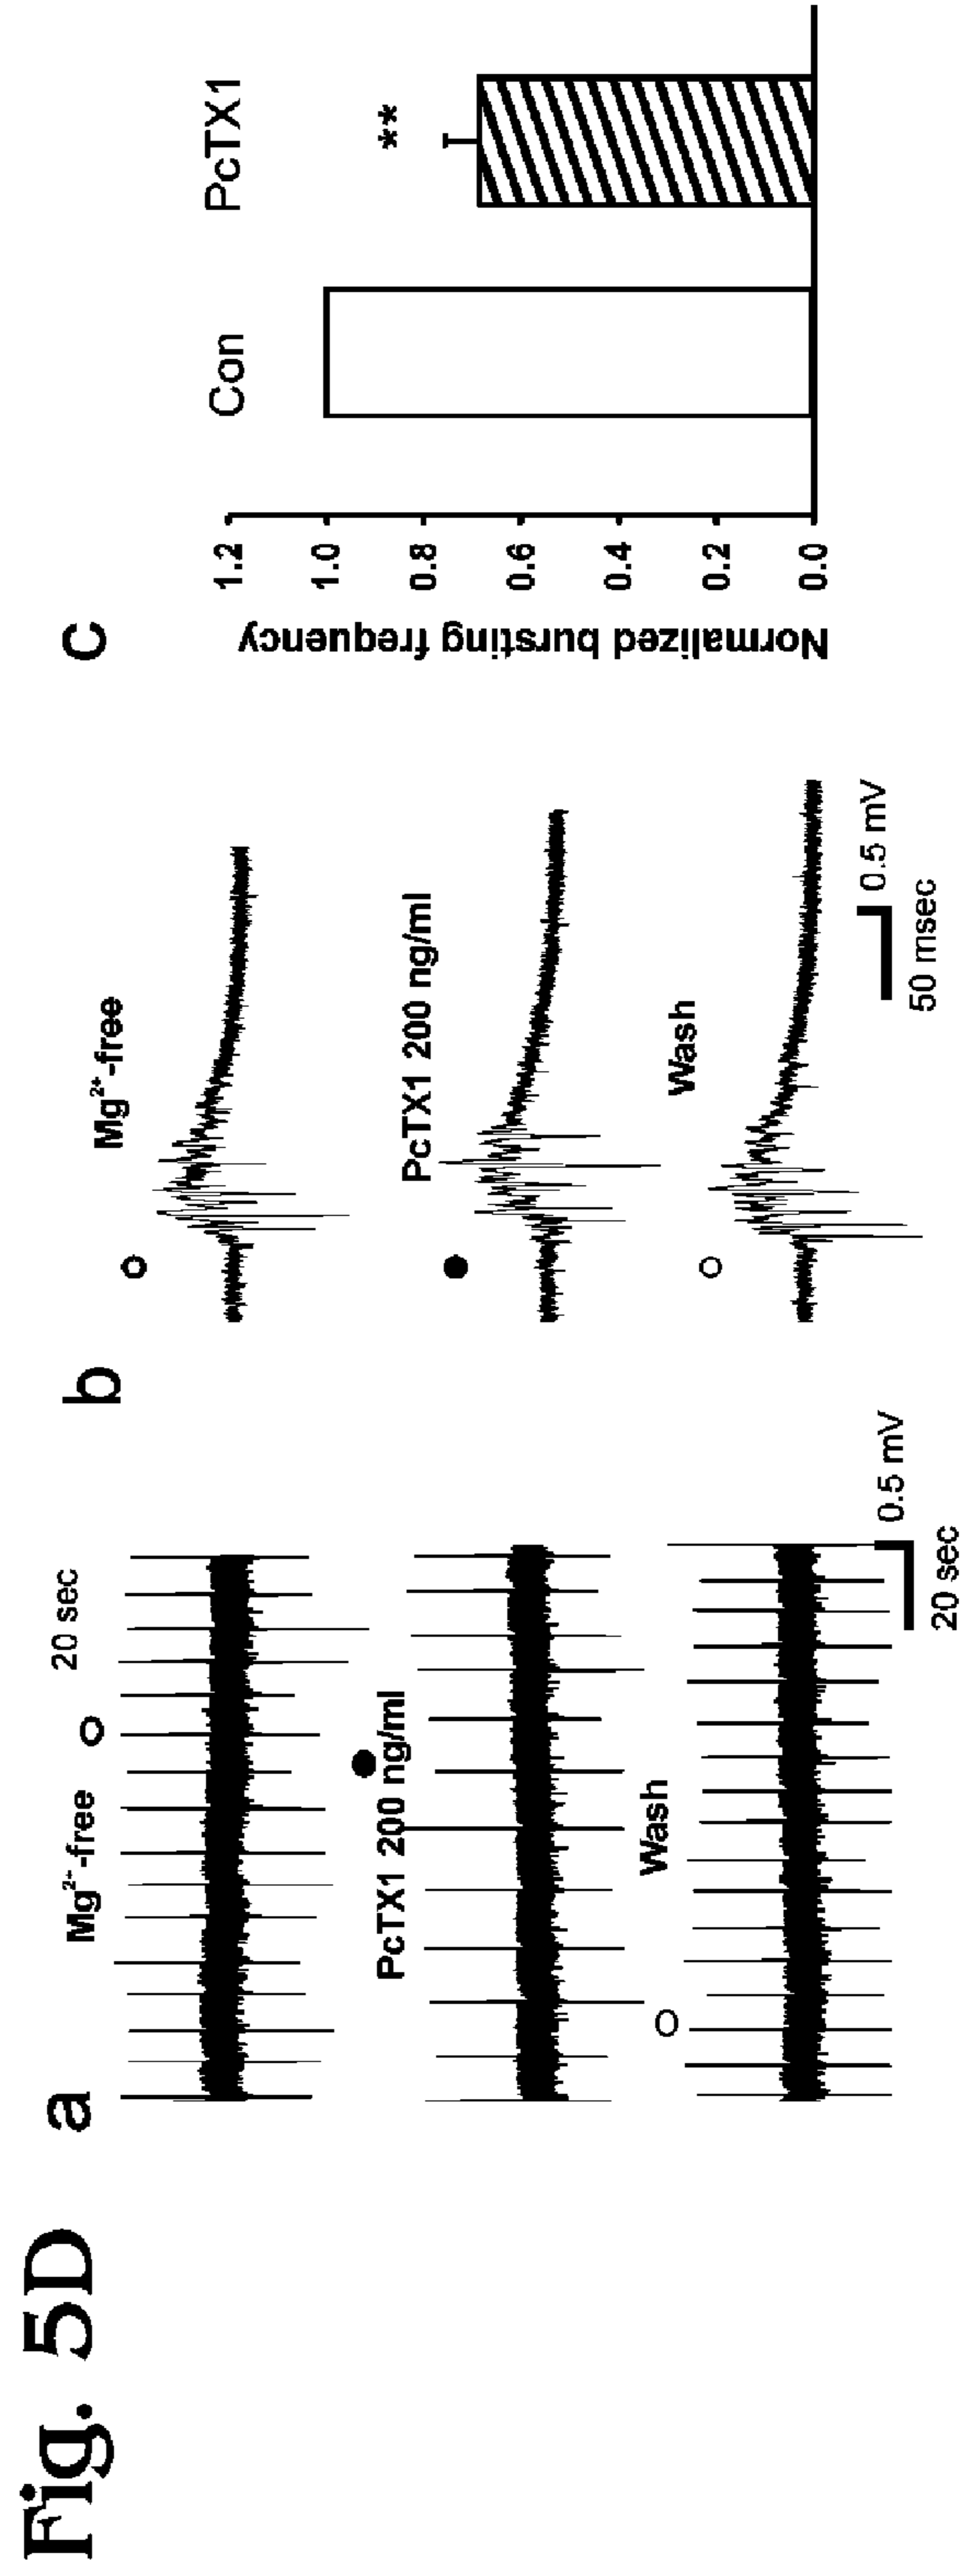 Fig. 5D
a
Mg²⁺-free
20 sec
PcTX1 200 ng/ml
Wash
0.5 mV
20 sec
b
Mg²⁺-free
PcTX1 200 ng/ml
Wash
0.5 mV
50 msec
c
Normalized bursting frequency
1.2
1.0
0.8
0.6
0.4
0.2
0.0
Con
PcTX1
**